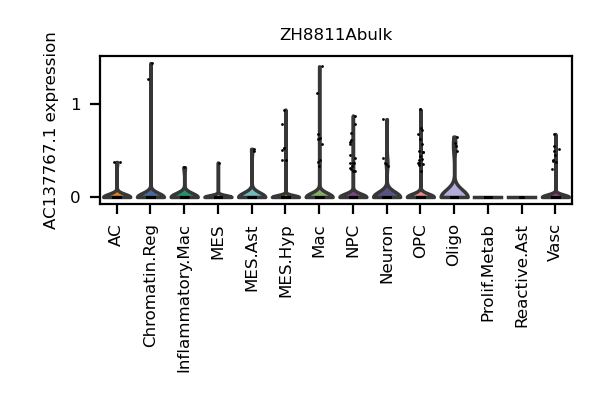 ZH8811Abulk
AC137767.1 expression
1
0
AC
Chromatin.Reg
Inflammatory.Mac
MES
MES.Ast
MES.Hyp
Mac
NPC
Neuron
OPC
Oligo
Prolif.Metab
Reactive.Ast
Vasc